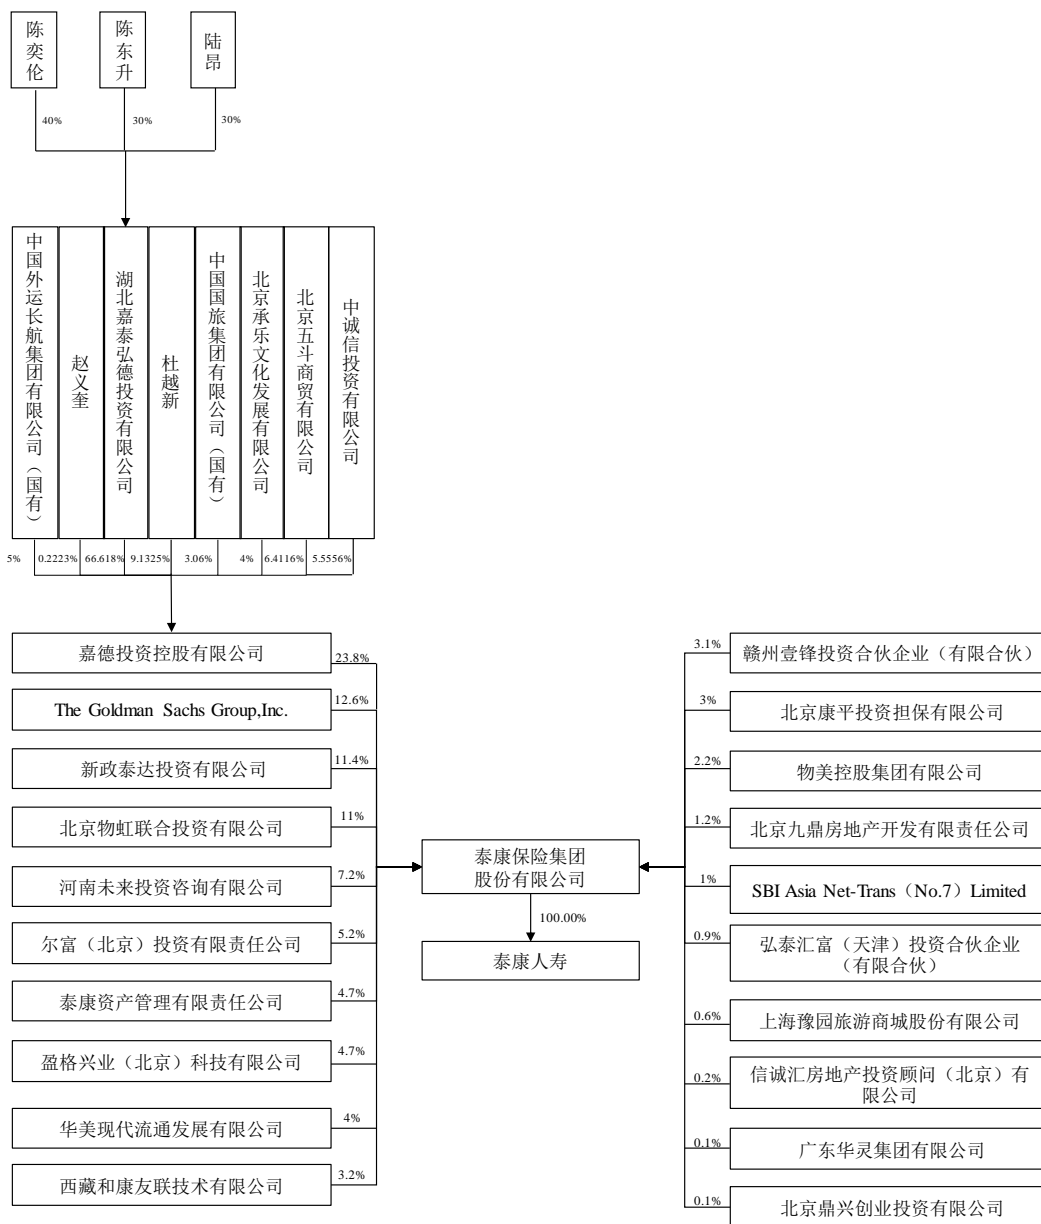 陈奕伦
陈东升
陆昂
40%
30%
30%
中国外运长航集团有限公司（国有）
赵义奎
湖北嘉泰弘德投资有限公司
杜越新
中国国旅集团有限公司（国有）
北京承乐文化发展有限公司
北京五斗商贸有限公司
中诚信投资有限公司
5%
0.2223%
66.618%
9.1325%
3.06%
4%
6.4116%
5.5556%
嘉德投资控股有限公司
23.8%
The Goldman Sachs Group,Inc.
12.6%
新政泰达投资有限公司
11.4%
北京物虹联合投资有限公司
11%
河南未来投资咨询有限公司
7.2%
尔富（北京）投资有限责任公司
5.2%
泰康资产管理有限责任公司
4.7%
盈格兴业（北京）科技有限公司
4.7%
华美现代流通发展有限公司
4%
西藏和康友联技术有限公司
3.2%
泰康保险集团
股份有限公司
100.00%
泰康人寿
3.1%
赣州壹锋投资合伙企业（有限合伙）
3%
北京康平投资担保有限公司
2.2%
物美控股集团有限公司
1.2%
北京九鼎房地产开发有限责任公司
1%
SBI Asia Net-Trans（No.7）Limited
0.9%
弘泰汇富（天津）投资合伙企业
（有限合伙）
0.6%
上海豫园旅游商城股份有限公司
0.2%
信诚汇房地产投资顾问（北京）有
限公司
0.1%
广东华灵集团有限公司
0.1%
北京鼎兴创业投资有限公司